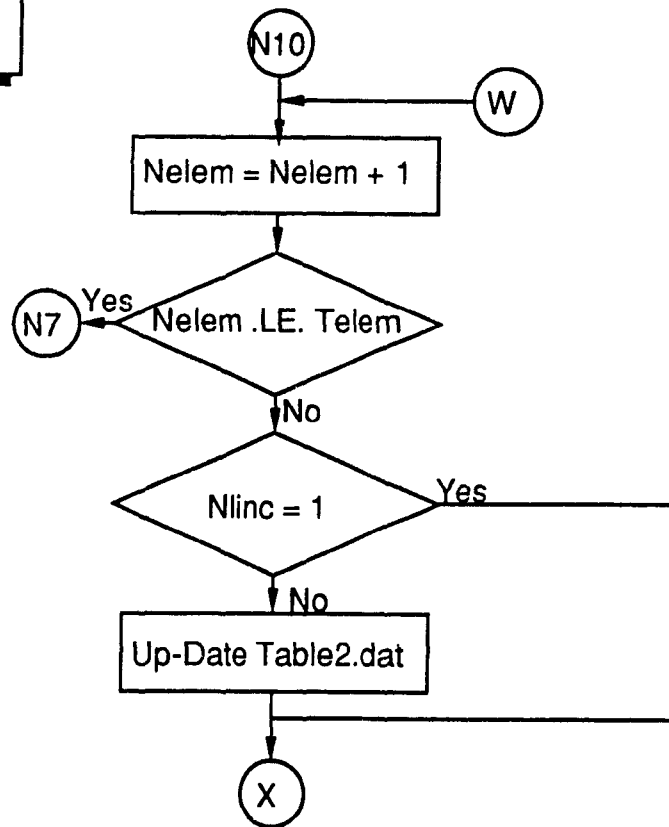 N10
W
Nelem = Nelem + 1
Yes
N7
Nelem .LE. Telem
No
Nlinc = 1
Yes
No
Up-Date Table2.dat
X